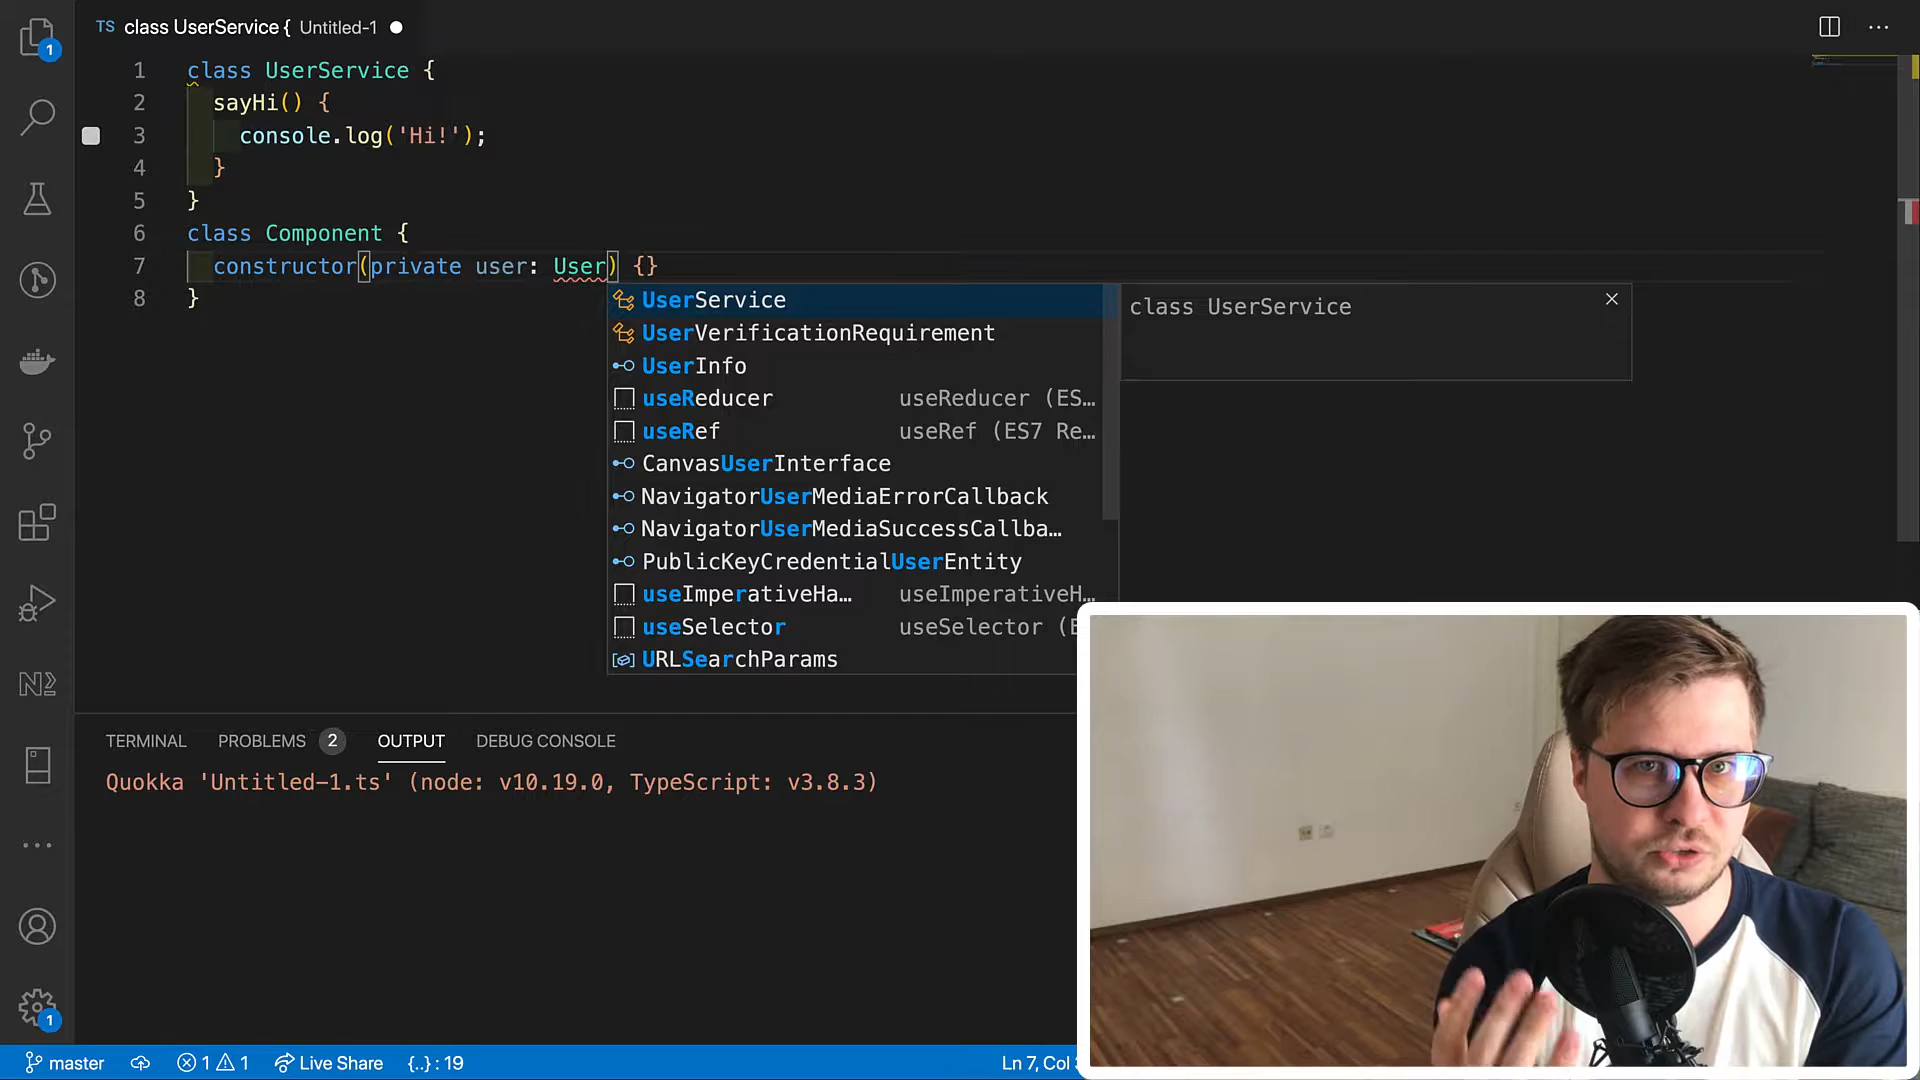 TS class UserService { Untitled-1
1 class UserService {
2 sayHi() {
3 console.log('Hi!');
4 }
5 }
6 class Component {
7 constructor(private user: User) {}
8 }
UserService
class UserService
UserVerificationRequirement
UserInfo
useReducer useReducer (ES…
useRef useRef (ES7 Re…
CanvasUserInterface
NavigatorUserMediaErrorCallback
NavigatorUserMediaSuccessCallba…
PublicKeyCredentialUserEntity
useImperativeHa… useImperativeH…
useSelector useSelector (E
URLSearchParams
TERMINAL PROBLEMS 2 OUTPUT DEBUG CONSOLE
Quokka 'Untitled-1.ts' (node: v10.19.0, TypeScript: v3.8.3)
1
1
master 1 1 Live Share {..} : 19 Ln 7, Col